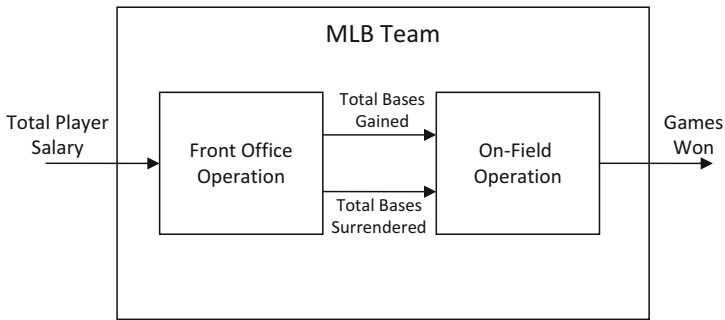 MLB Team
Total Player
Salary
Front Office
Operation
Total Bases
Gained
Total Bases
Surrendered
On-Field
Operation
Games
Won